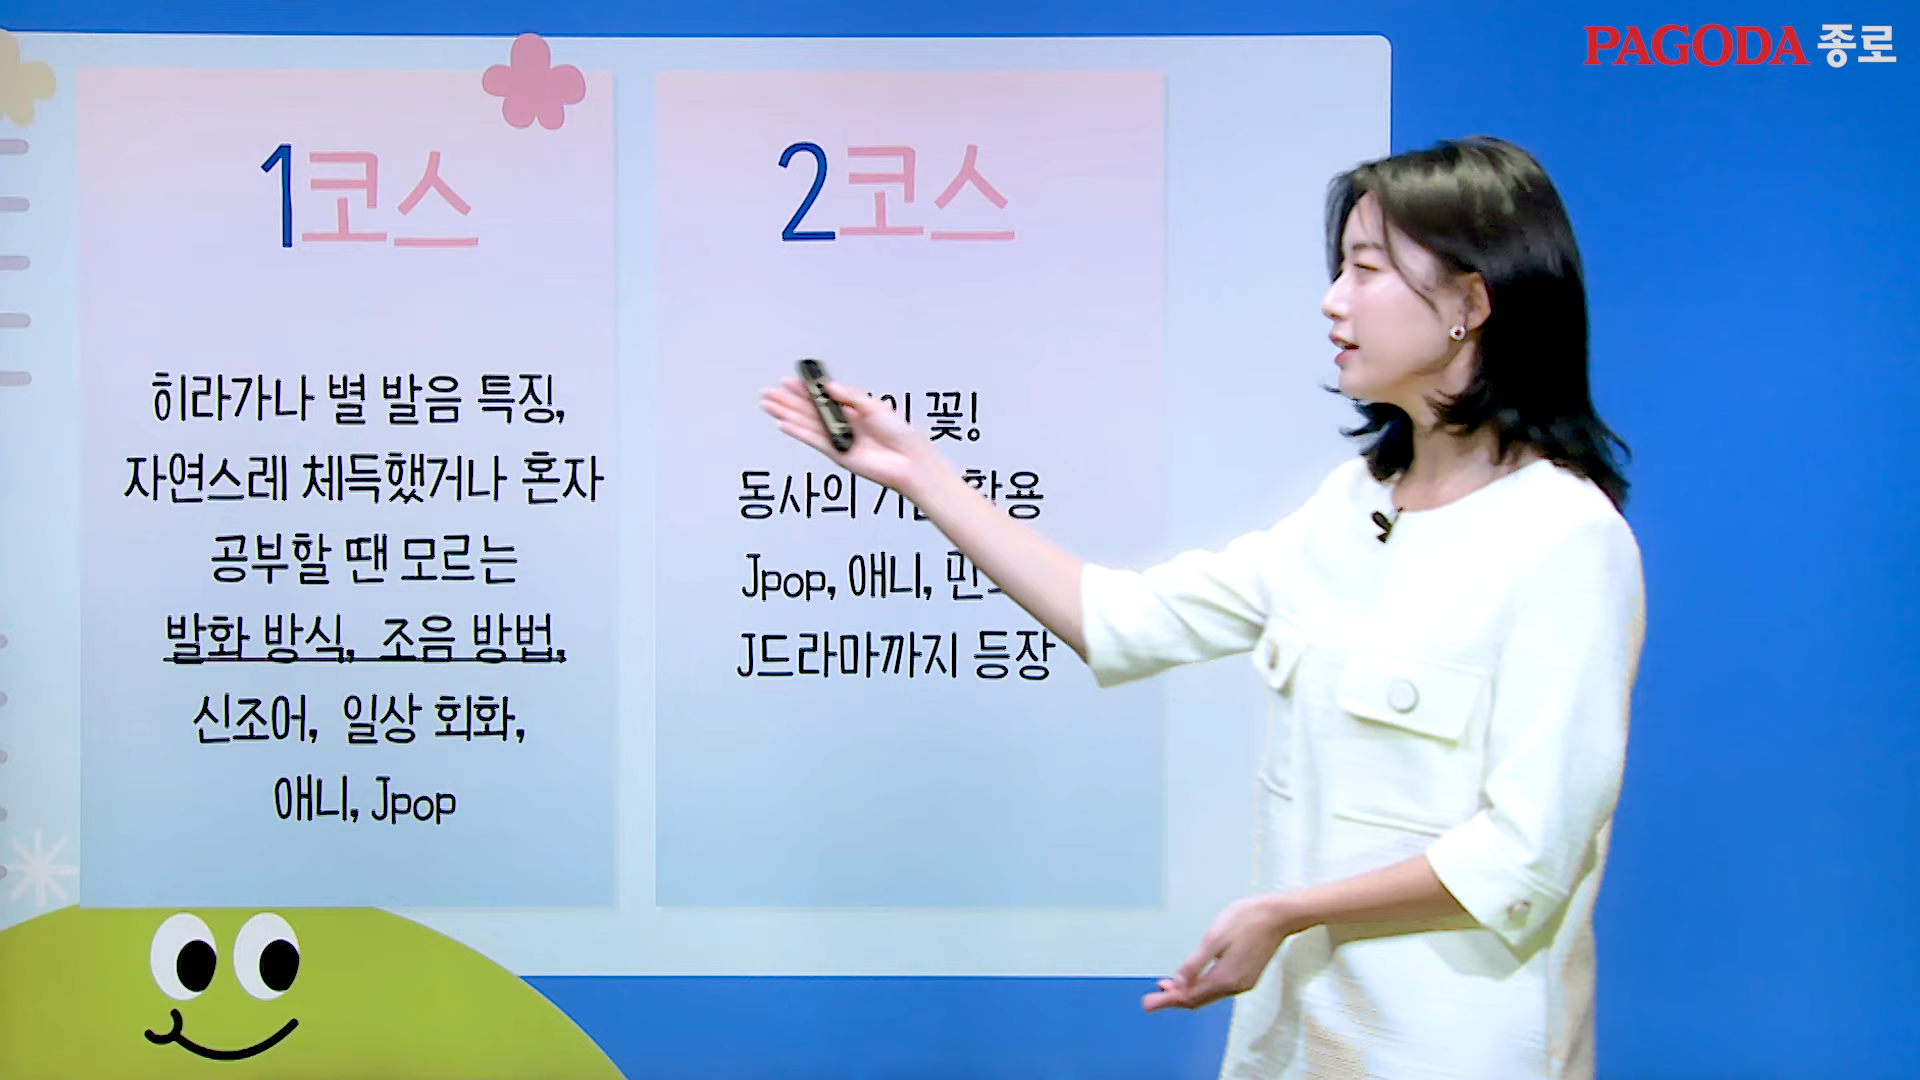 PAGODA 종로
1코스
히라가나 별 발음 특징,
자연스레 체득했거나 혼자
공부할 땐 모르는
발화 방식, 조음 방법,
신조어, 일상 회화,
애니, Jpop
2코스
꽃!
동사의
Jpop, 애니,
J드라마까지 등장